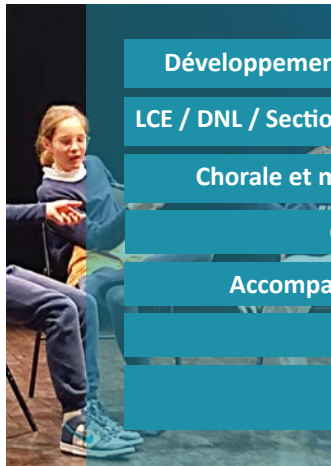 Développemen
LCE / DNL / Sectio
Chorale et m
Accompa